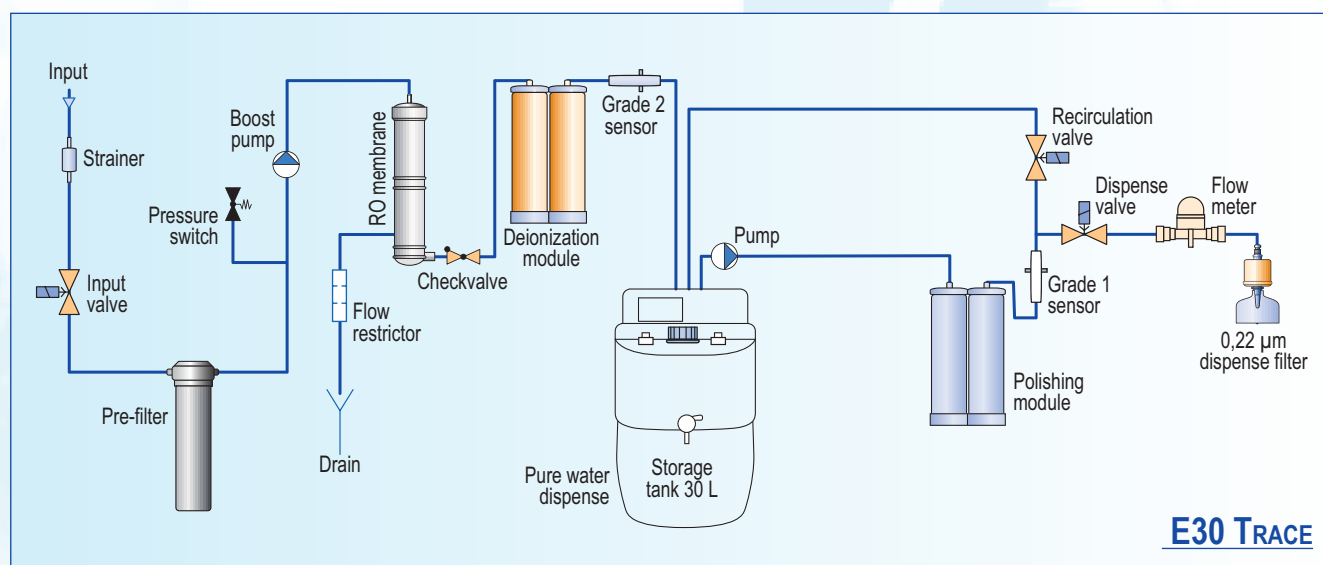 Input
Strainer
Pressure
switch
Input
valve
Pre-filter
Boost
pump
RO membrane
Flow
restrictor
Drain
Checkvalve
Deionization
module
Grade 2
sensor
Pump
Pure water
dispense
Storage
tank 30 L
Polishing
module
Grade 1
sensor
Recirculation
valve
Dispense
valve
Flow
meter
0,22 µm
dispense filter
E30 TRACE